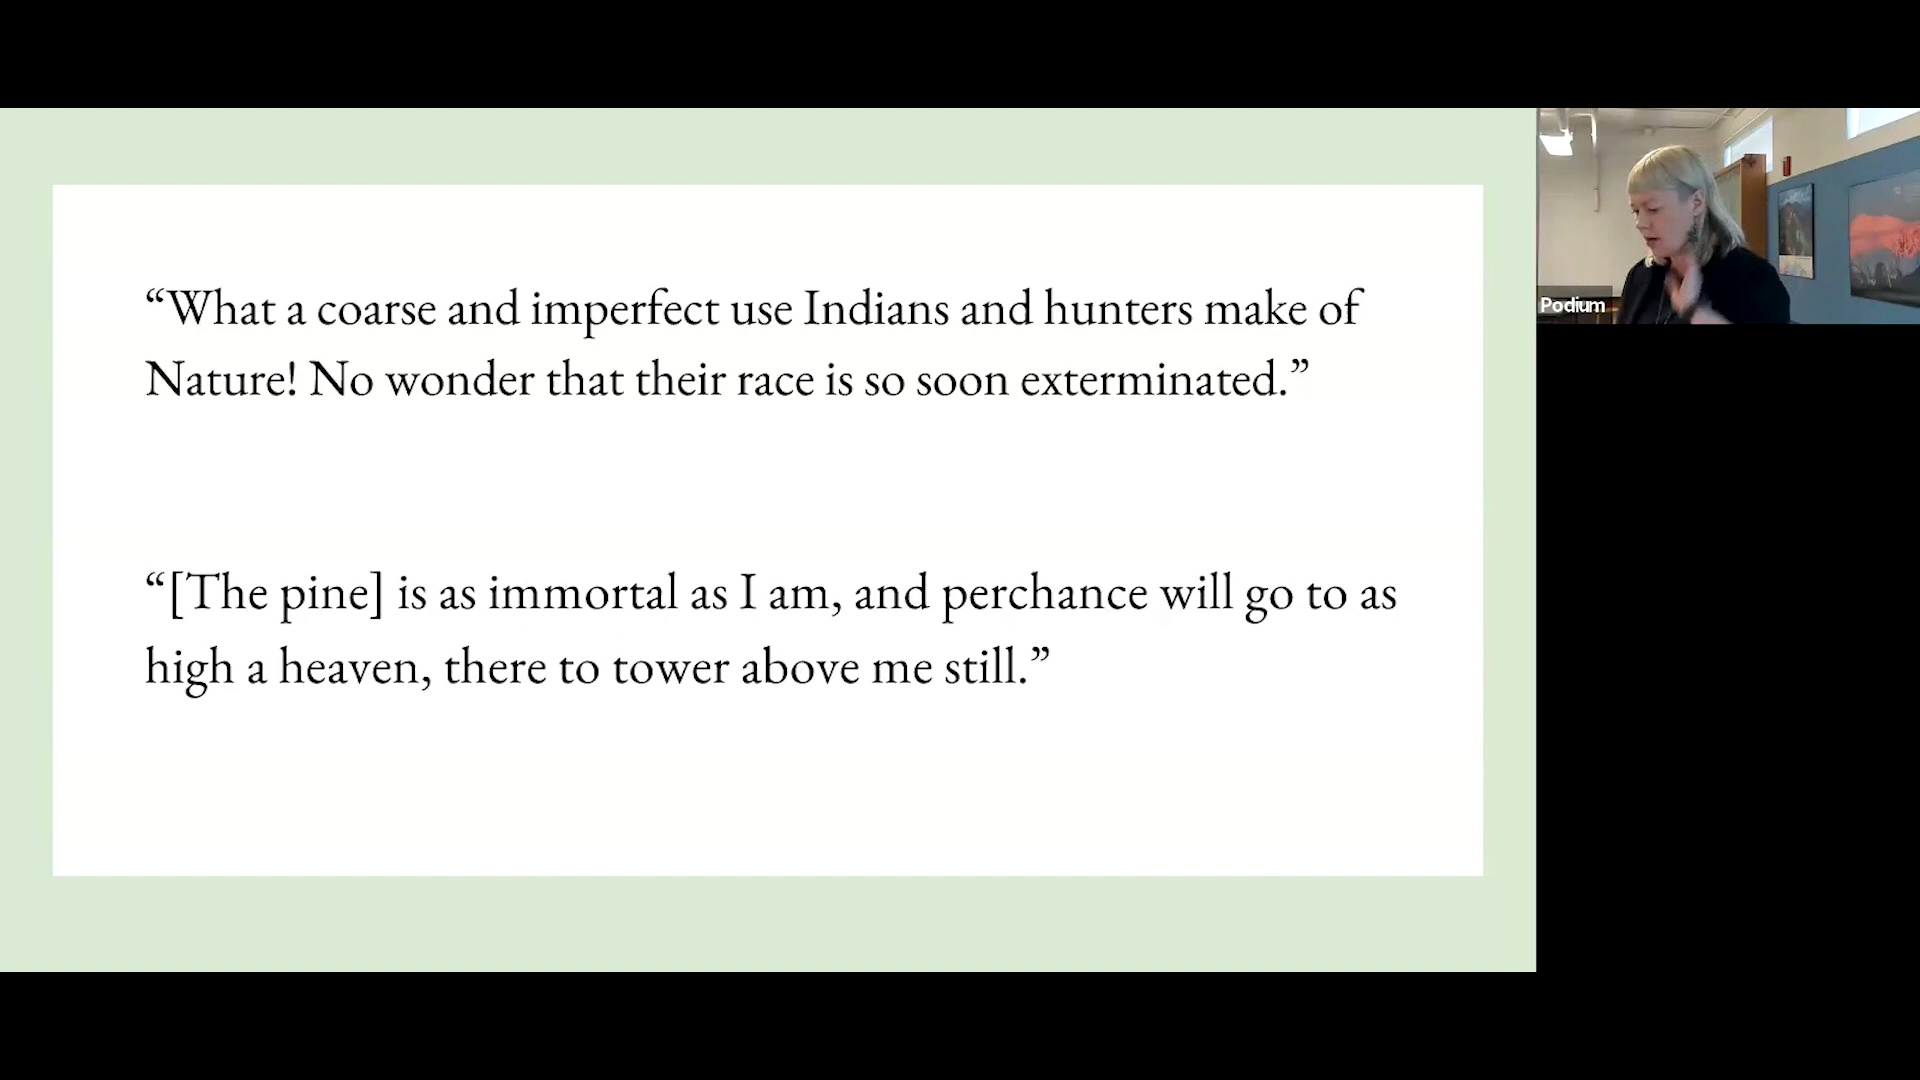 “What a coarse and imperfect use Indians and hunters make of
Nature! No wonder that their race is so soon exterminated.”
“[The pine] is as immortal as I am, and perchance will go to as
high a heaven, there to tower above me still.”
Podium